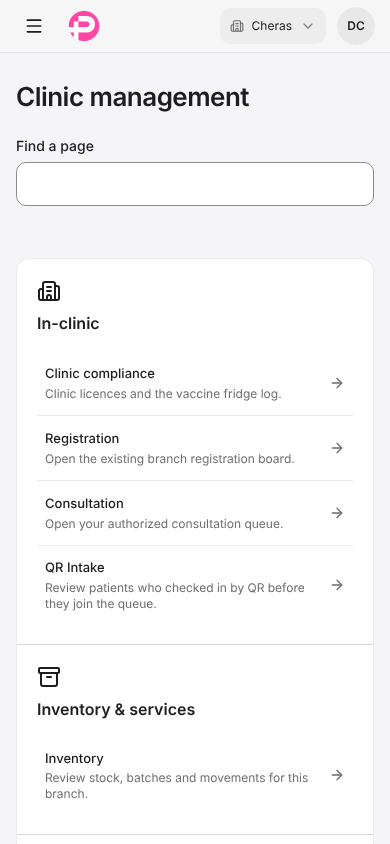 Cheras
DC
Clinic management
Find a page
In-clinic
Clinic compliance
Clinic licences and the vaccine fridge log.
Registration
Open the existing branch registration board.
Consultation
Open your authorized consultation queue.
QR Intake
Review patients who checked in by QR before
they join the queue.
Inventory & services
Inventory
Review stock, batches and movements for this
branch.